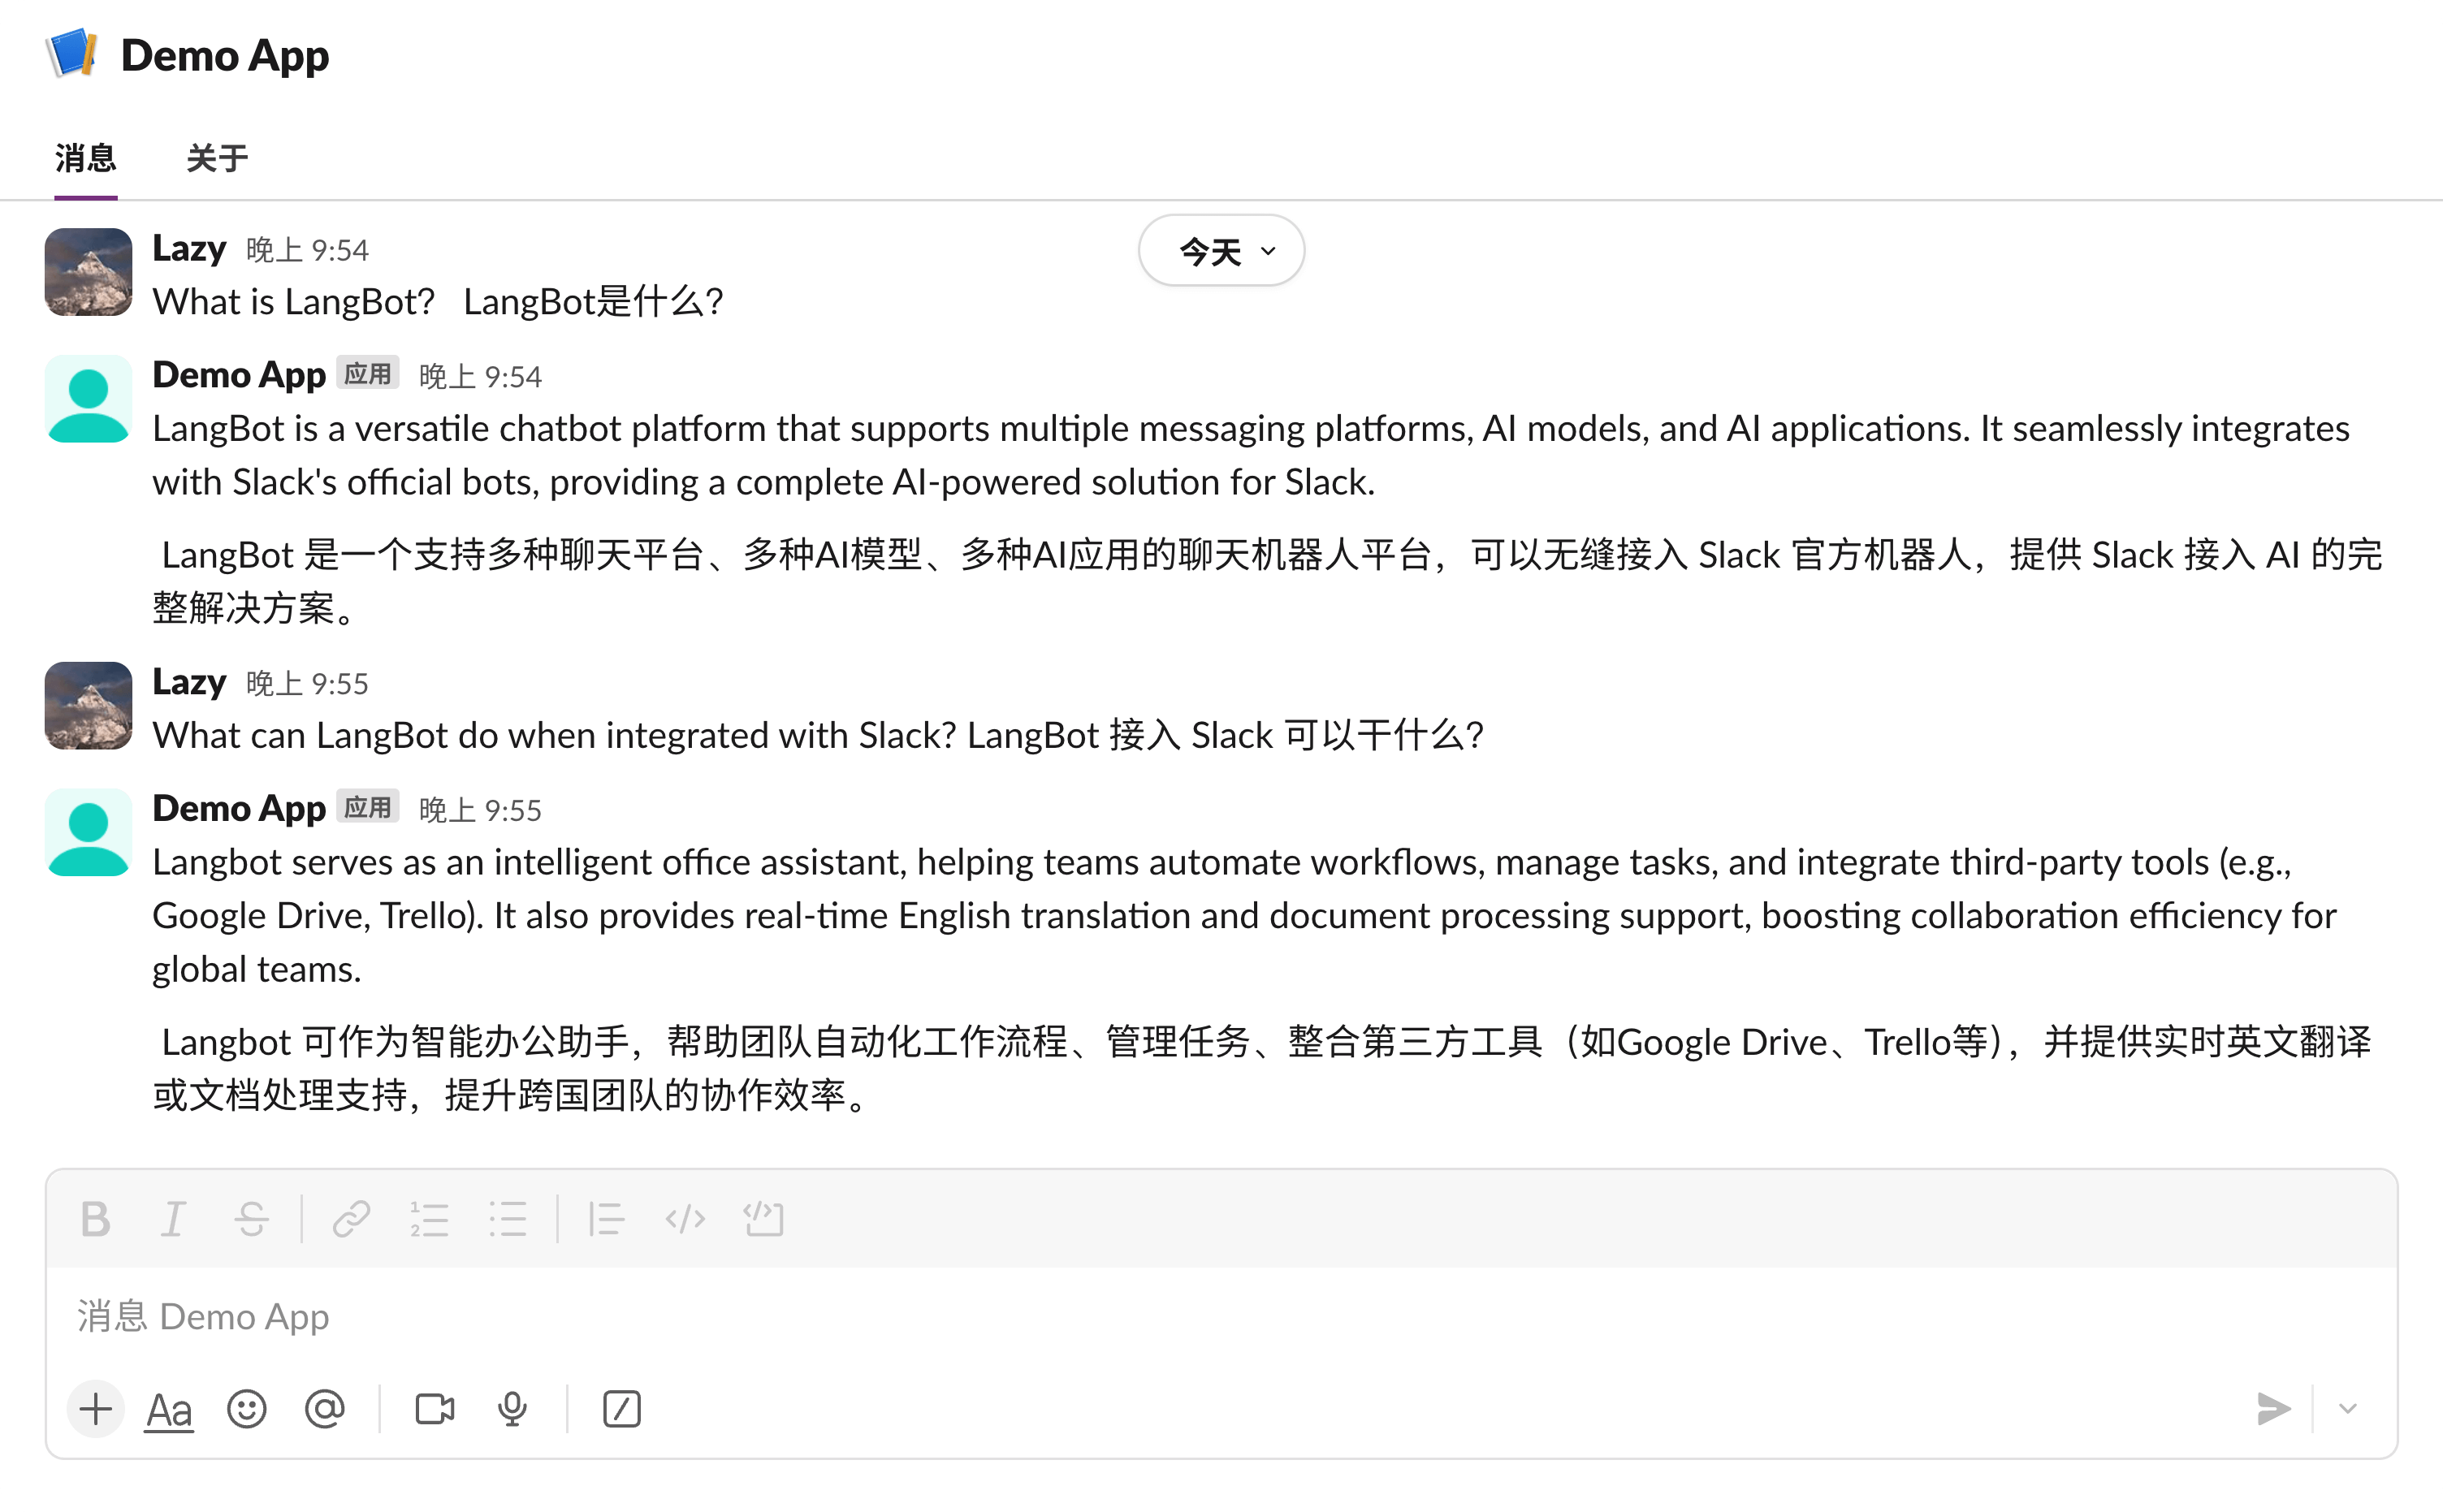 Demo App
消息 关于
Lazy 晚上 9:54
今天
What is LangBot? LangBot是什么?
Demo App 应用 晚上 9:54
LangBot is a versatile chatbot platform that supports multiple messaging platforms, AI models, and AI applications. It seamlessly integrates
with Slack's official bots, providing a complete AI-powered solution for Slack.
LangBot 是一个支持多种聊天平台、多种AI模型、多种AI应用的聊天机器人平台，可以无缝接入 Slack 官方机器人，提供 Slack 接入 AI 的完
整解决方案。
Lazy 晚上 9:55
What can LangBot do when integrated with Slack? LangBot 接入 Slack 可以干什么?
Demo App 应用 晚上 9:55
Langbot serves as an intelligent office assistant, helping teams automate workflows, manage tasks, and integrate third-party tools (e.g.,
Google Drive, Trello). It also provides real-time English translation and document processing support, boosting collaboration efficiency for
global teams.
Langbot 可作为智能办公助手，帮助团队自动化工作流程、管理任务、整合第三方工具（如Google Drive、Trello等），并提供实时英文翻译
或文档处理支持，提升跨国团队的协作效率。
消息 Demo App
Aa